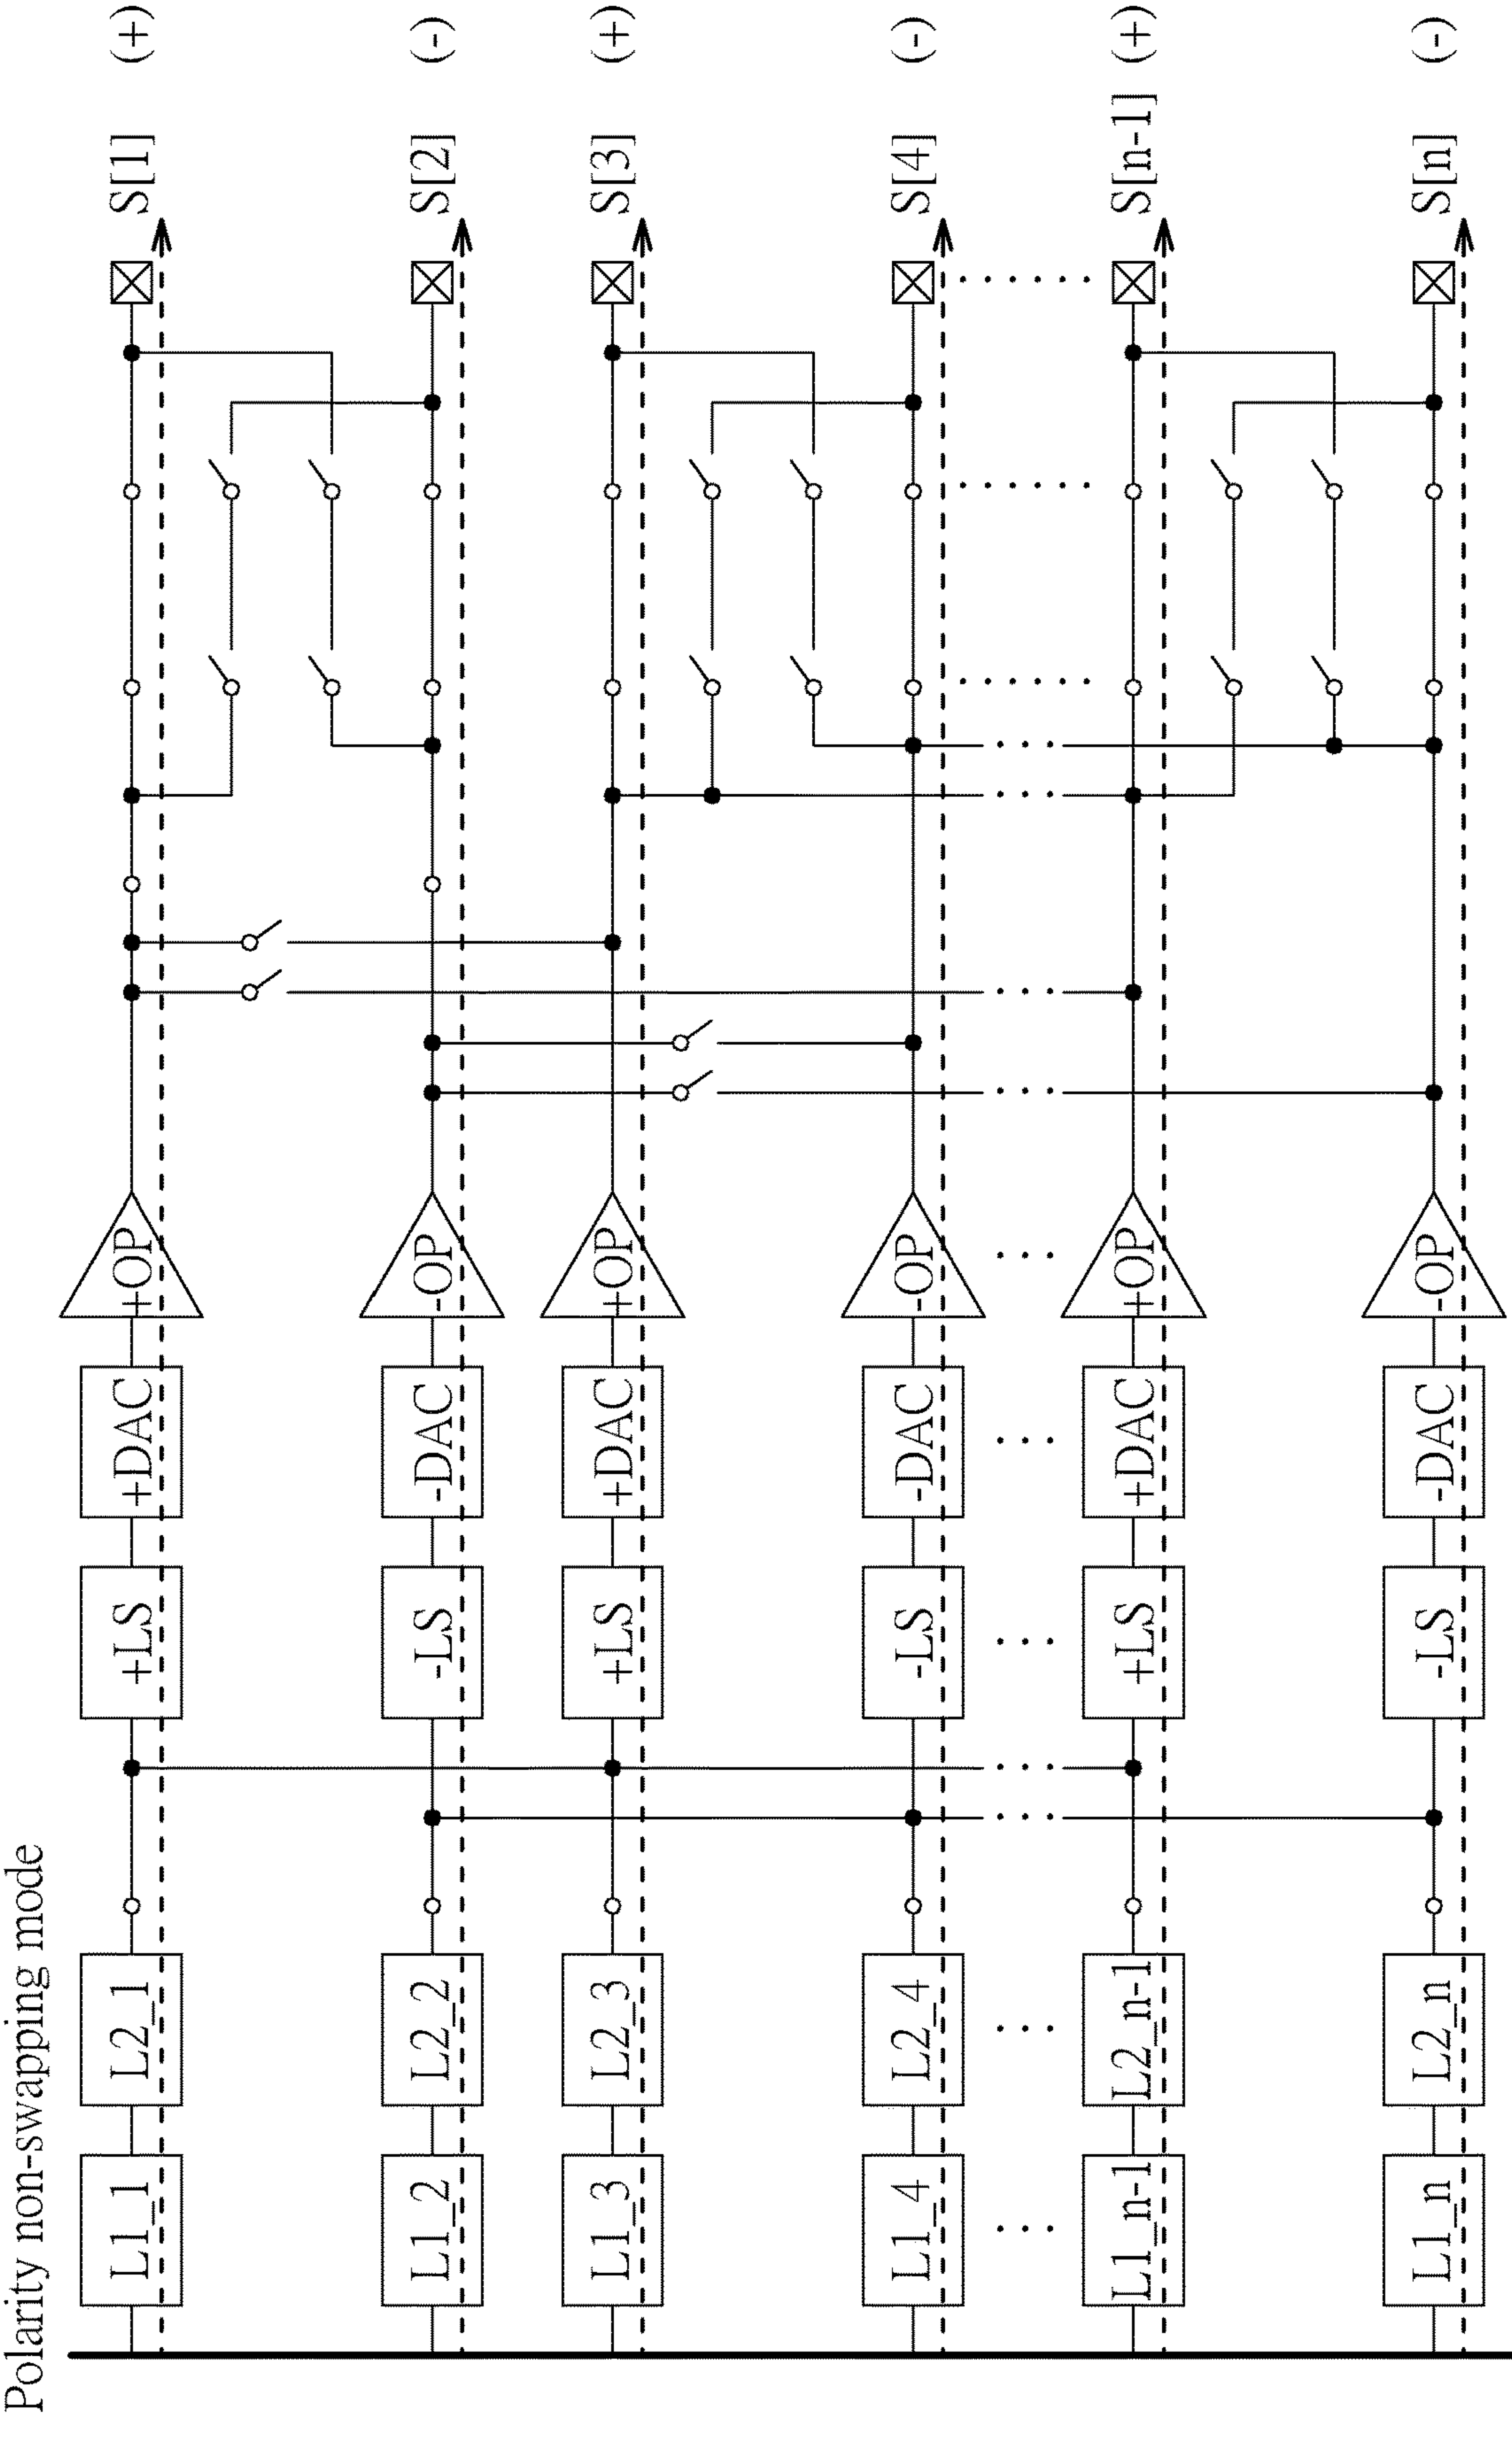 Polarity non-swapping mode
L1_1 L2_1 +LS +DAC +OP S[1] (+)
L1_2 L2_2 -LS -DAC -OP S[2] (-)
L1_3 L2_3 +LS +DAC +OP S[3] (+)
L1_4 L2_4 -LS -DAC -OP S[4] (-)
L1_n-1 L2_n-1 +LS +DAC +OP S[n-1] (+)
L1_n L2_n -LS -DAC -OP S[n] (-)